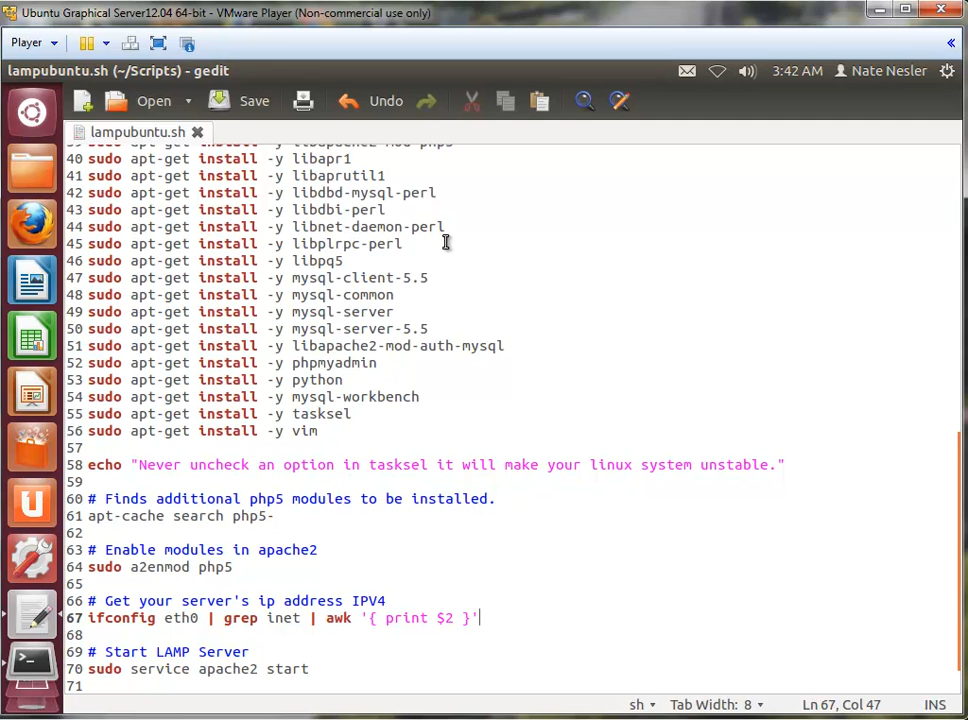 Ubuntu Graphical Server12.04 64-bit - VMware Player (Non-commercial use only)
Player
lampubuntu.sh (~/Scripts) - gedit
3:42 AM
Nate Nesler
Open
Save
Undo
lampubuntu.sh
39 sudo apt-get install -y libapache2-mod-php5
40 sudo apt-get install -y libapr1
41 sudo apt-get install -y libaprutil1
42 sudo apt-get install -y libdbd-mysql-perl
43 sudo apt-get install -y libdbi-perl
44 sudo apt-get install -y libnet-daemon-perl
45 sudo apt-get install -y libplrpc-perl
46 sudo apt-get install -y libpq5
47 sudo apt-get install -y mysql-client-5.5
48 sudo apt-get install -y mysql-common
49 sudo apt-get install -y mysql-server
50 sudo apt-get install -y mysql-server-5.5
51 sudo apt-get install -y libapache2-mod-auth-mysql
52 sudo apt-get install -y phpmyadmin
53 sudo apt-get install -y python
54 sudo apt-get install -y mysql-workbench
55 sudo apt-get install -y tasksel
56 sudo apt-get install -y vim
57
58 echo "Never uncheck an option in tasksel it will make your linux system unstable."
59
60 # Finds additional php5 modules to be installed.
61 apt-cache search php5-
62
63 # Enable modules in apache2
64 sudo a2enmod php5
65
66 # Get your server's ip address IPV4
67 ifconfig eth0 | grep inet | awk '{ print $2 }'
68
69 # Start LAMP Server
70 sudo service apache2 start
71
sh
Tab Width: 8
Ln 67, Col 47
INS